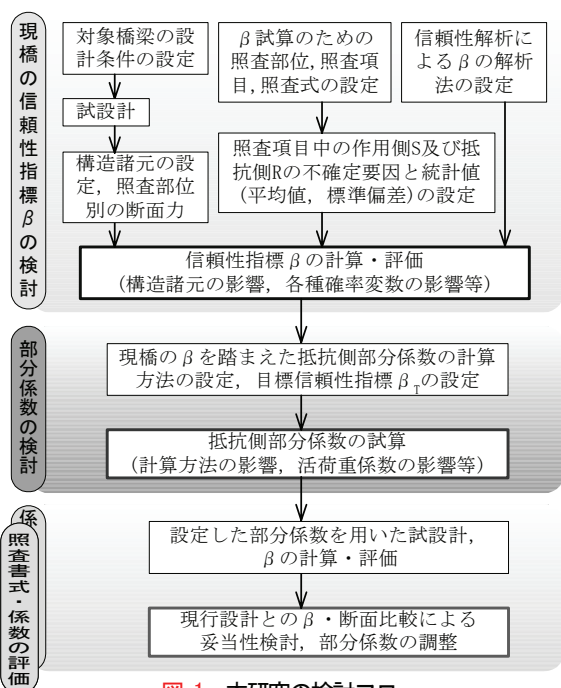 現橋の信頼性指標βの検討
対象橋梁の設
計条件の設定
試設計
構造諸元の設
定，照査部位
別の断面力
β試算のための
照査部位,照査項
目,照査式の設定
信頼性解析に
よるβの解析
法の設定
照査項目中の作用側S及び抵
抗側Rの不確定要因と統計値
(平均値，標準偏差)の設定
信頼性指標βの計算・評価
(構造諸元の影響，各種確率変数の影響等)
部分係数の検討
現橋のβを踏まえた抵抗側部分係数の計算
方法の設定，目標信頼性指標βTの設定
抵抗側部分係数の試算
(計算方法の影響，活荷重係数の影響等)
係
照査書式・係数の評価
設定した部分係数を用いた試設計，
βの計算・評価
現行設計とのβ・断面比較による
妥当性検討，部分係数の調整